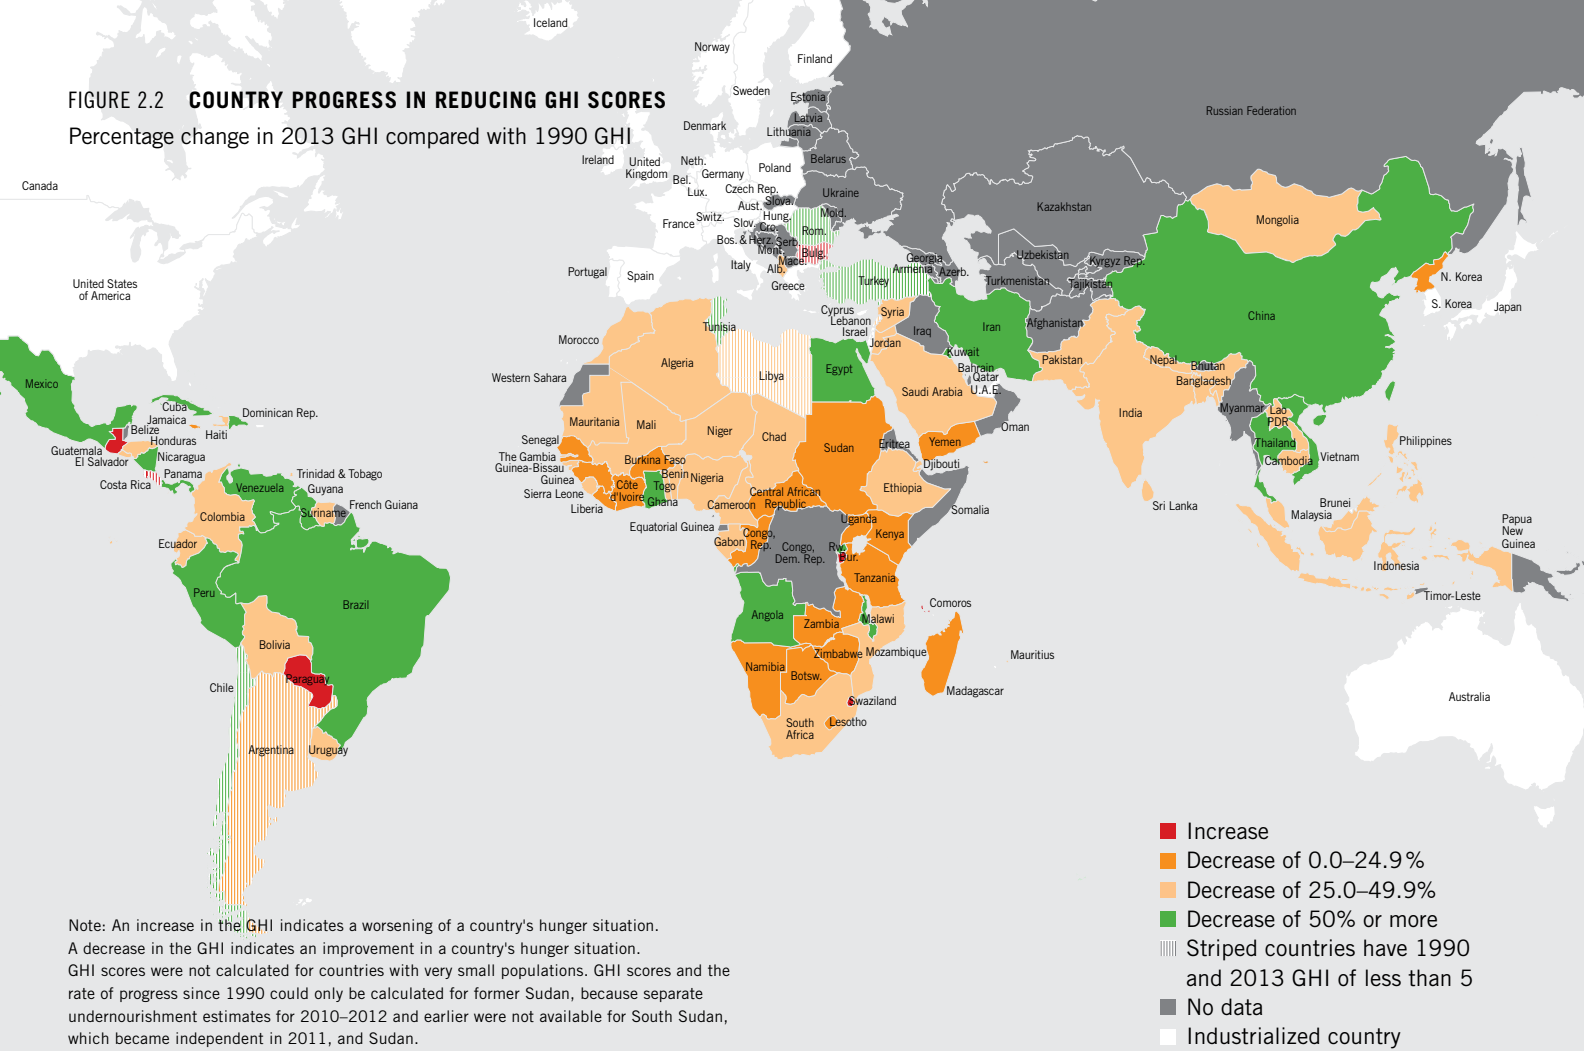 FIGURE 2.2 COUNTRY PROGRESS IN REDUCING GHI SCORES
Percentage change in 2013 GHI compared with 1990 GHI
Iceland
Norway
Finland
Sweden
Estonia
Latvia
Denmark
Lithuania
Russian Federation
Ireland
United
Kingdom
Neth.
Bel.
Lux.
Germany
Poland
Belarus
Canada
Czech Rep.
Aust.
Slova.
Ukraine
France
Switz.
Hung.
Mold.
Slov.
Cro.
Rom.
Kazakhstan
Mongolia
Bos. & Herz.
Serb.
Mont.
Bulg.
Mace.
Alb.
Italy
Portugal
Spain
Greece
Turkey
Georgia
Armenia
Azerb.
Uzbekistan
Kyrgyz Rep.
Turkmenistan
Tajikistan
N. Korea
S. Korea
Japan
United States
of America
Cyprus
Lebanon
Israel
Syria
Iraq
Iran
Afghanistan
China
Tunisia
Morocco
Jordan
Kuwait
Bahrain
Qatar
U.A.E.
Pakistan
Nepal
Bhutan
Bangladesh
Algeria
Libya
Egypt
Saudi Arabia
Western Sahara
India
Myanmar
Lao
PDR
Oman
Mexico
Cuba
Jamaica
Dominican Rep.
Belize
Haiti
Honduras
Guatemala
El Salvador
Nicaragua
Panama
Costa Rica
Mauritania
Mali
Niger
Chad
Sudan
Eritrea
Yemen
Thailand
Cambodia
Vietnam
Philippines
Senegal
The Gambia
Guinea-Bissau
Guinea
Sierra Leone
Liberia
Burkina Faso
Benin
Togo
Ghana
Côte
d'Ivoire
Nigeria
Djibouti
Ethiopia
Somalia
Sri Lanka
Brunei
Malaysia
Trinidad & Tobago
Guyana
French Guiana
Venezuela
Suriname
Colombia
Ecuador
Cameroon
Central African
Republic
Equatorial Guinea
Gabon
Congo,
Rep.
Congo,
Dem. Rep.
Uganda
Kenya
Rw.
Bur.
Tanzania
Papua
New
Guinea
Indonesia
Timor-Leste
Peru
Brazil
Angola
Zambia
Malawi
Comoros
Bolivia
Zimbabwe
Mozambique
Mauritius
Namibia
Botsw.
Madagascar
Paraguay
Chile
Swaziland
Lesotho
South
Africa
Australia
Argentina
Uruguay
Increase
Decrease of 0.0–24.9%
Decrease of 25.0–49.9%
Decrease of 50% or more
Striped countries have 1990
and 2013 GHI of less than 5
No data
Industrialized country
Note: An increase in the GHI indicates a worsening of a country's hunger situation.
A decrease in the GHI indicates an improvement in a country's hunger situation.
GHI scores were not calculated for countries with very small populations. GHI scores and the
rate of progress since 1990 could only be calculated for former Sudan, because separate
undernourishment estimates for 2010–2012 and earlier were not available for South Sudan,
which became independent in 2011, and Sudan.